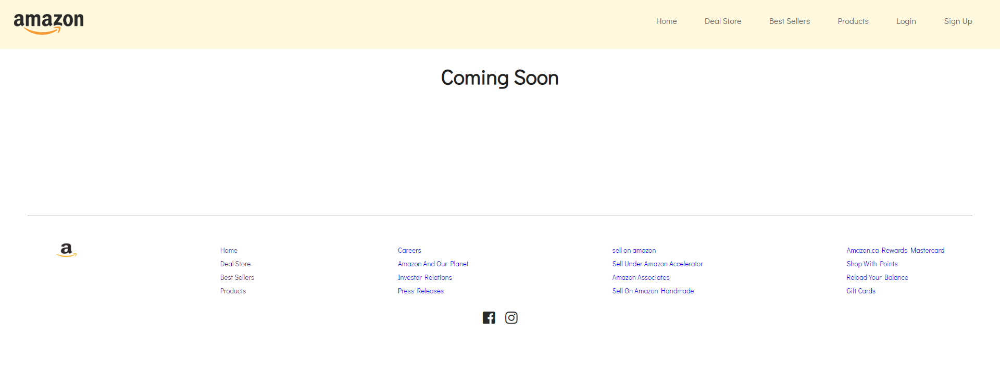 amazon
Home Deal Store Best Sellers Products Login Sign Up
Coming Soon
a
Home
Deal Store
Best Sellers
Products
Careers
Amazon And Our Planet
Investor Relations
Press Releases
sell on amazon
Sell Under Amazon Accelerator
Amazon Associates
Sell On Amazon Handmade
Amazon.ca Rewards Mastercard
Shop With Points
Reload Your Balance
Gift Cards